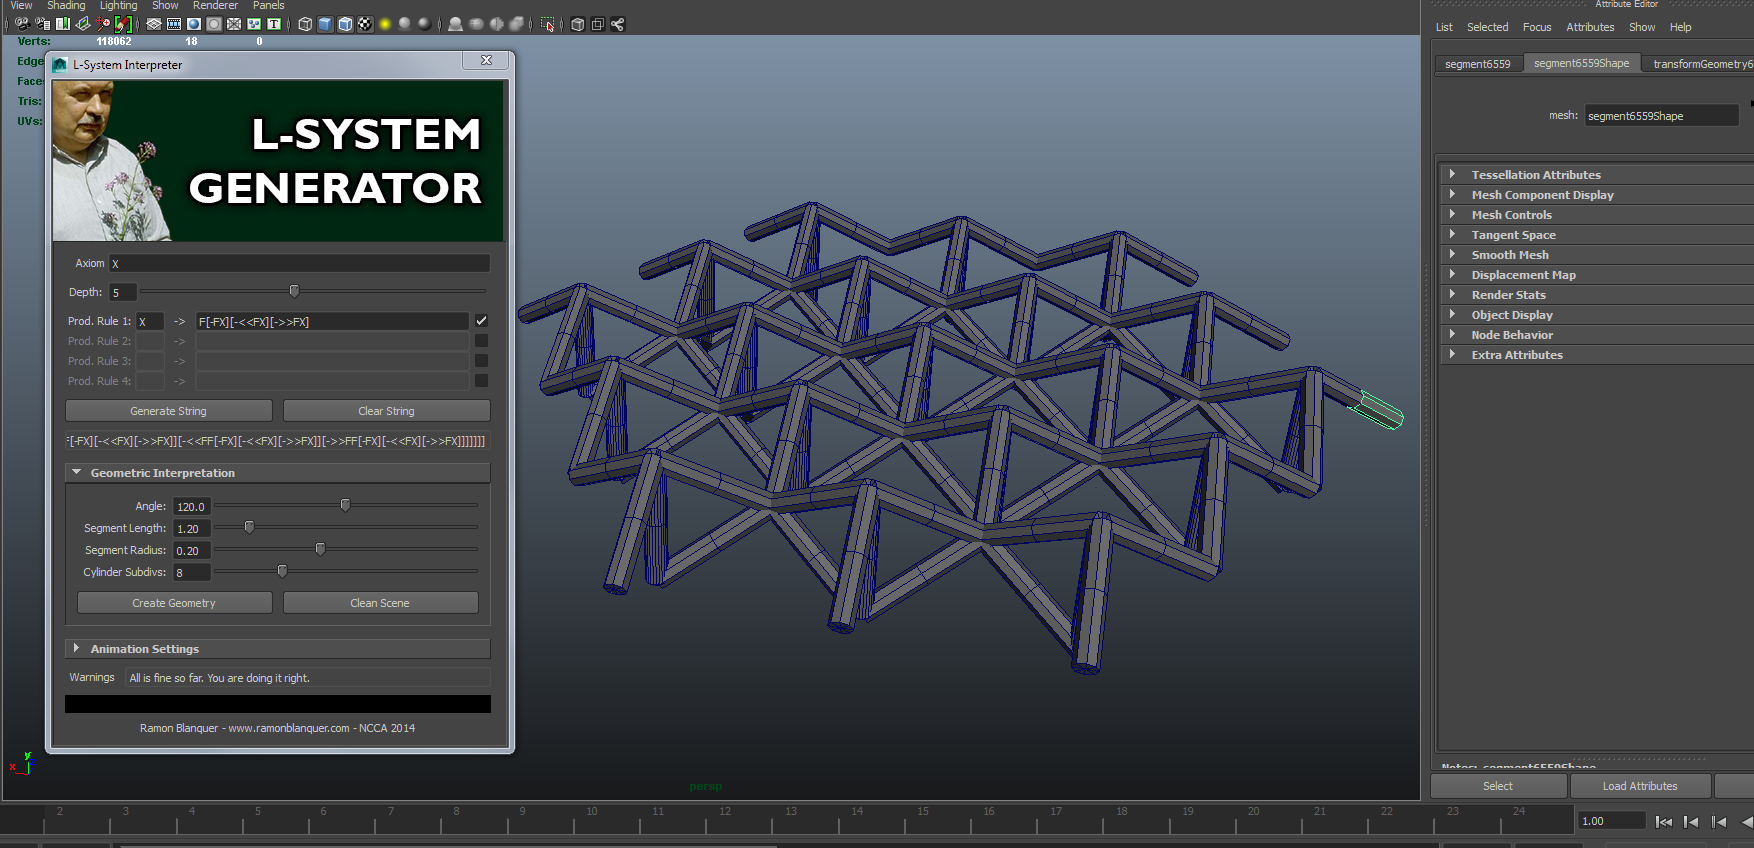 View Shading Lighting Show Renderer Panels
Verts: 118062 18 0
Edge
Face
Tris:
UVs:
L-System Interpreter
L-SYSTEM
GENERATOR
Axiom X
Depth: 5
Prod. Rule 1: X -> F[-FX][-<<FX][->>FX]
Prod. Rule 2: ->
Prod. Rule 3: ->
Prod. Rule 4: ->
Generate String Clear String
F[-FX][-<<FX][->>FX]][-<<FF[-FX][-<<FX][->>FX]][->>FF[-FX][-<<FX][->>FX]]]]]]]
Geometric Interpretation
Angle: 120.0
Segment Length: 1.20
Segment Radius: 0.20
Cylinder Subdivs: 8
Create Geometry Clean Scene
Animation Settings
Warnings All is fine so far. You are doing it right.
Ramon Blanquer - www.ramonblanquer.com - NCCA 2014
y
x
persp
Attribute Editor
List Selected Focus Attributes Show Help
segment6559 segment6559Shape transformGeometry6
mesh: segment6559Shape
Tessellation Attributes
Mesh Component Display
Mesh Controls
Tangent Space
Smooth Mesh
Displacement Map
Render Stats
Object Display
Node Behavior
Extra Attributes
Notes: segment6559Shape
Select Load Attributes
2 3 4 5 6 7 8 9 10 11 12 13 14 15 16 17 18 19 20 21 22 23 24
1.00